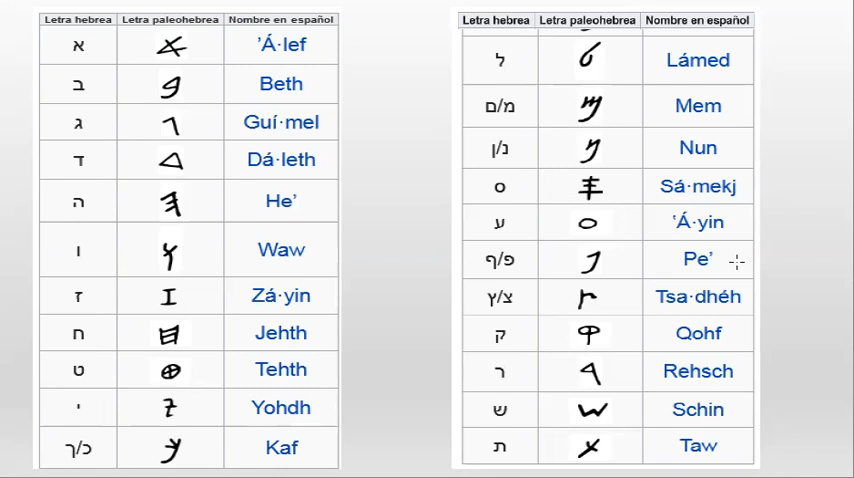 Letra hebrea Letra paleohebrea Nombre en español
א 𐤀 ’Á·lef
ב 𐤁 Beth
ג 𐤂 Guí·mel
ד 𐤃 Dá·leth
ה 𐤄 He’
ו 𐤅 Waw
ז 𐤆 Zá·yin
ח 𐤇 Jehth
ט 𐤈 Tehth
י 𐤉 Yohdh
כ/ך 𐤊 Kaf
Letra hebrea Letra paleohebrea Nombre en español
ל 𐤋 Lámed
מ/ם 𐤌 Mem
נ/ן 𐤍 Nun
ס 𐤎 Sá·mekj
ע 𐤏 ‛Á·yin
פ/ף 𐤐 Pe’
צ/ץ 𐤑 Tsa·dhéh
ק 𐤒 Qohf
ר 𐤓 Rehsch
ש 𐤔 Schin
ת 𐤕 Taw